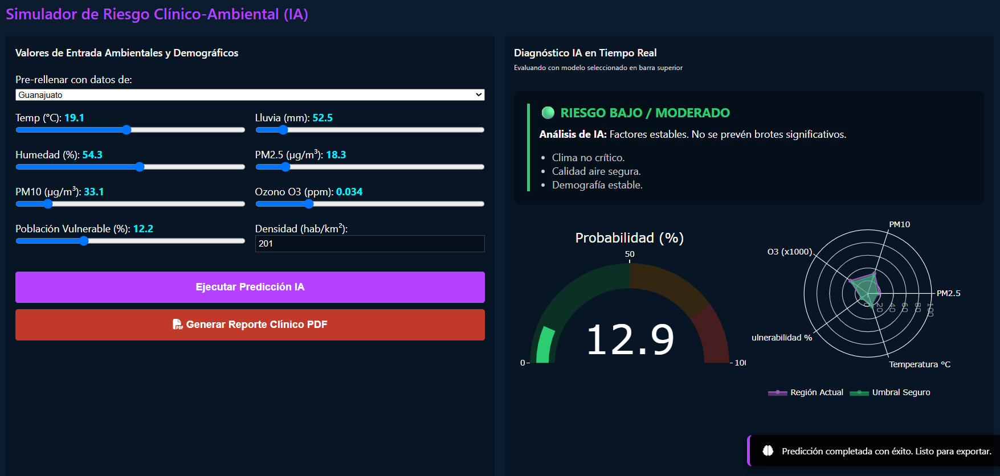 Simulador de Riesgo Clínico-Ambiental (IA)
Valores de Entrada Ambientales y Demográficos
Pre-rellenar con datos de:
Guanajuato
Temp (°C): 19.1
Lluvia (mm): 52.5
Humedad (%): 54.3
PM2.5 (µg/m³): 18.3
PM10 (µg/m³): 33.1
Ozono O3 (ppm): 0.034
Población Vulnerable (%): 12.2
Densidad (hab/km²):
201
Ejecutar Predicción IA
PDF Generar Reporte Clínico PDF
Diagnóstico IA en Tiempo Real
Evaluando con modelo seleccionado en barra superior
RIESGO BAJO / MODERADO
Análisis de IA: Factores estables. No se prevén brotes significativos.
• Clima no crítico.
• Calidad aire segura.
• Demografía estable.
Probabilidad (%)
50
0
100
12.9
PM10
O3 (x1000)
PM2.5
0 20 40 60 80 100
ulnerabilidad %
Temperatura °C
Región Actual
Umbral Seguro
Predicción completada con éxito. Listo para exportar.